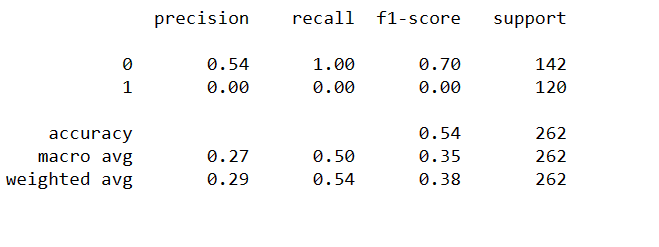 precision recall f1-score support
0 0.54 1.00 0.70 142
1 0.00 0.00 0.00 120
accuracy 0.54 262
macro avg 0.27 0.50 0.35 262
weighted avg 0.29 0.54 0.38 262